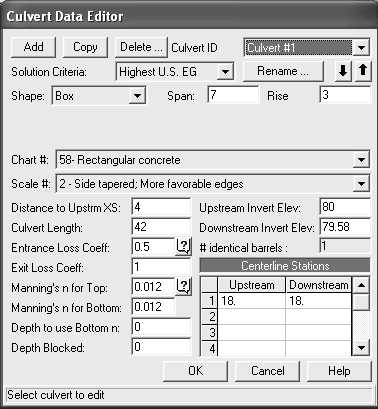 Culvert Data Editor
Add Copy Delete ... Culvert ID Culvert #1
Solution Criteria: Highest U.S. EG Rename ...
Shape: Box Span: 7 Rise 3
Chart #: 58- Rectangular concrete
Scale #: 2 - Side tapered; More favorable edges
Distance to Upstrm XS: 4 Upstream Invert Elev: 80
Culvert Length: 42 Downstream Invert Elev: 79.58
Entrance Loss Coeff: 0.5 ? # identical barrels : 1
Exit Loss Coeff: 1 Centerline Stations
Manning's n for Top: 0.012 ? Upstream Downstream
Manning's n for Bottom: 0.012 1 18. 18.
Depth to use Bottom n: 0 2
3
Depth Blocked: 0 4
OK Cancel Help
Select culvert to edit